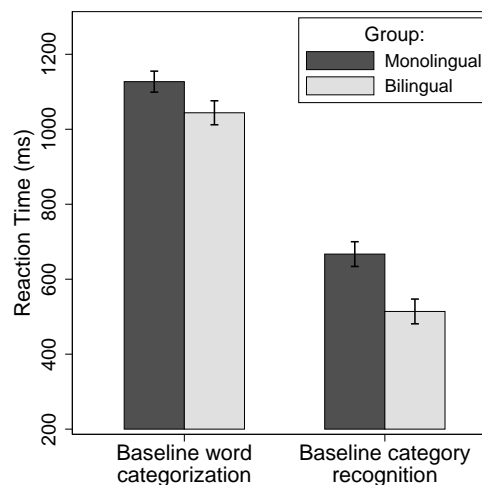 Group:
Monolingual
Bilingual
Reaction Time (ms)
1200
1000
800
600
400
200
Baseline word
categorization
Baseline category
recognition